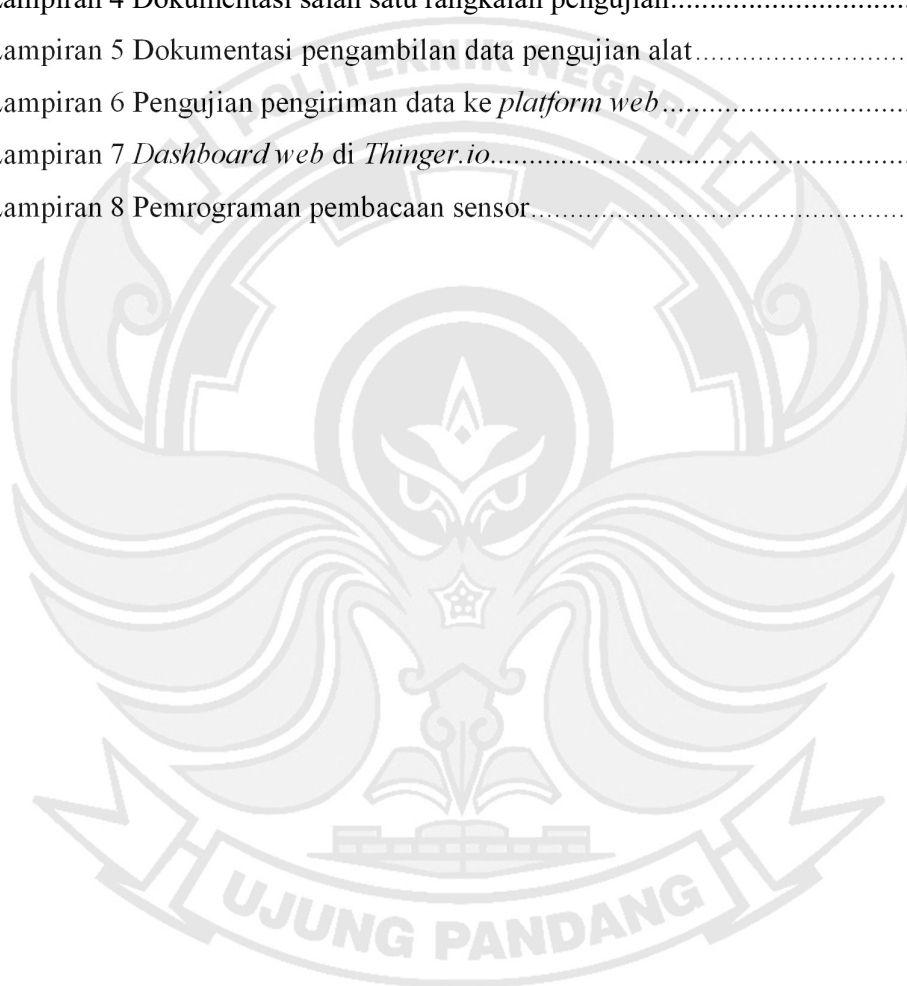 Lampiran 4 Dokumentasi salah satu rangkaian pengujian....................................
Lampiran 5 Dokumentasi pengambilan data pengujian alat............................
POLITEKNIK NEGERI
Lampiran 6 Pengujian pengiriman data ke platform web................................
Lampiran 7 Dashboard web di Thinger.io.....................................................
Lampiran 8 Pemrograman pembacaan sensor................................................
UJUNG PANDANG